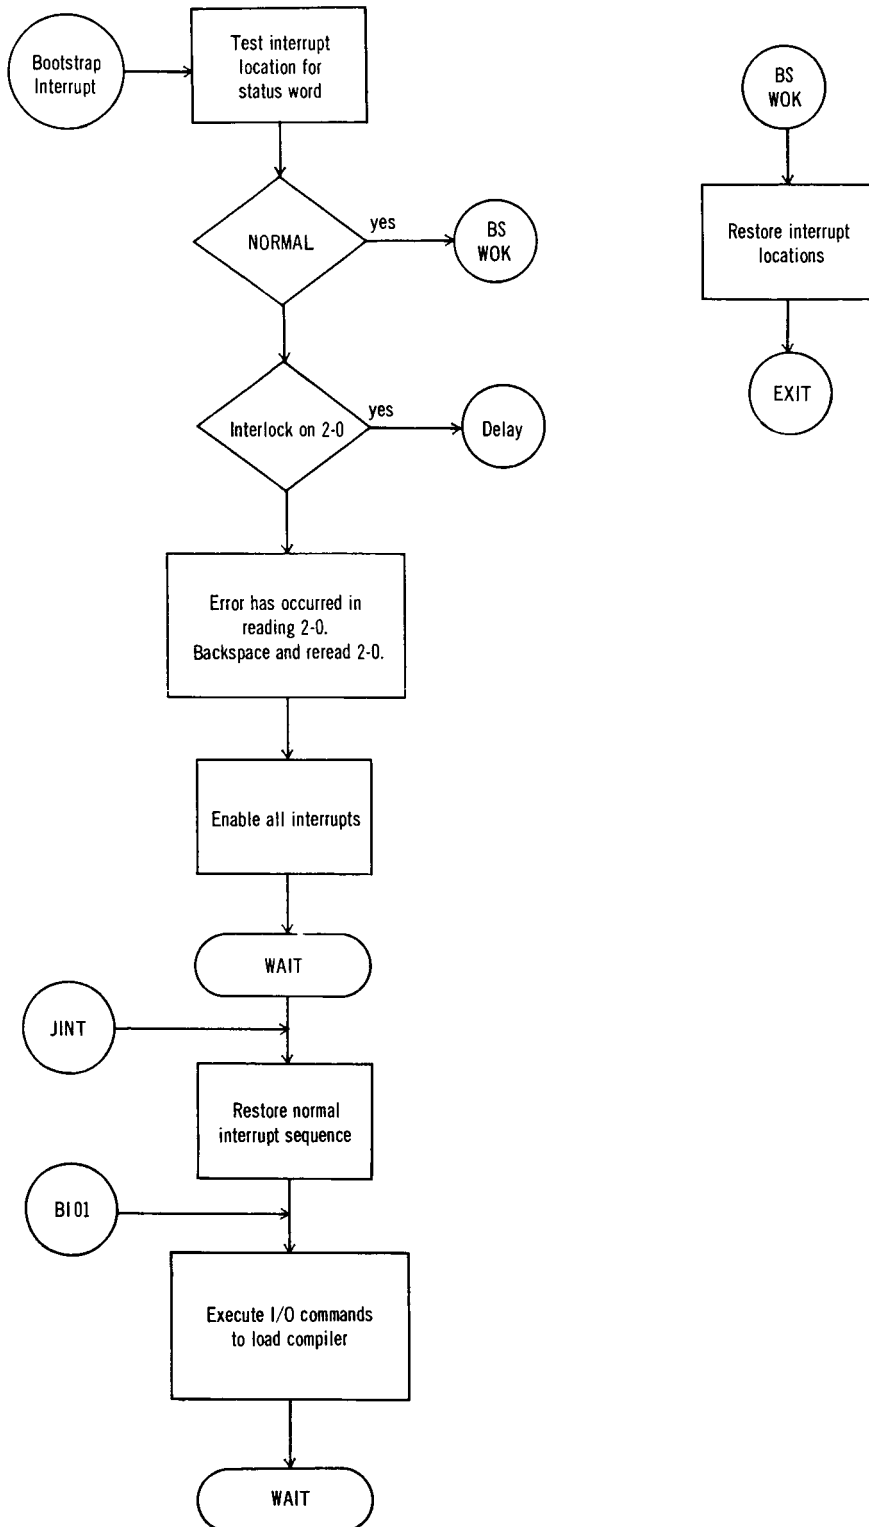 Bootstrap
Interrupt
Test interrupt
location for
status word
NORMAL
yes
BS
WOK
Interlock on 2-0
yes
Delay
Error has occurred in
reading 2-0.
Backspace and reread 2-0.
Enable all interrupts
WAIT
JINT
Restore normal
interrupt sequence
BI01
Execute I/O commands
to load compiler
WAIT
BS
WOK
Restore interrupt
locations
EXIT